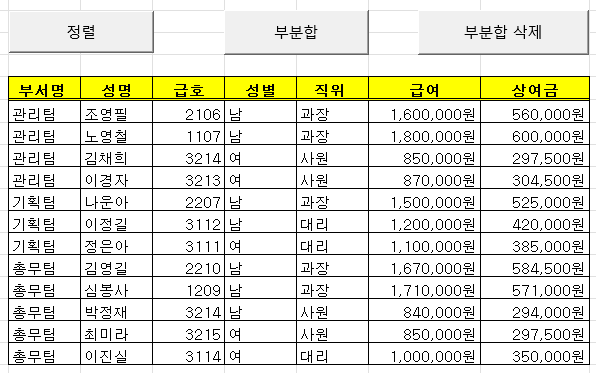 정렬 부분합 부분합 삭제
부서명 성명 급호 성별 직위 급여 상여금
관리팀 조영필 2106 남 과장 1,600,000원 560,000원
관리팀 노영철 1107 남 과장 1,800,000원 600,000원
관리팀 김채희 3214 여 사원 850,000원 297,500원
관리팀 이경자 3213 여 사원 870,000원 304,500원
기획팀 나운아 2207 남 과장 1,500,000원 525,000원
기획팀 이정길 3112 남 대리 1,200,000원 420,000원
기획팀 정은아 3111 여 대리 1,100,000원 385,000원
총무팀 김영길 2210 남 과장 1,670,000원 584,500원
총무팀 심봉사 1209 남 과장 1,710,000원 571,000원
총무팀 박정재 3214 남 사원 840,000원 294,000원
총무팀 최미라 3215 여 사원 850,000원 297,500원
총무팀 이진실 3114 여 대리 1,000,000원 350,000원